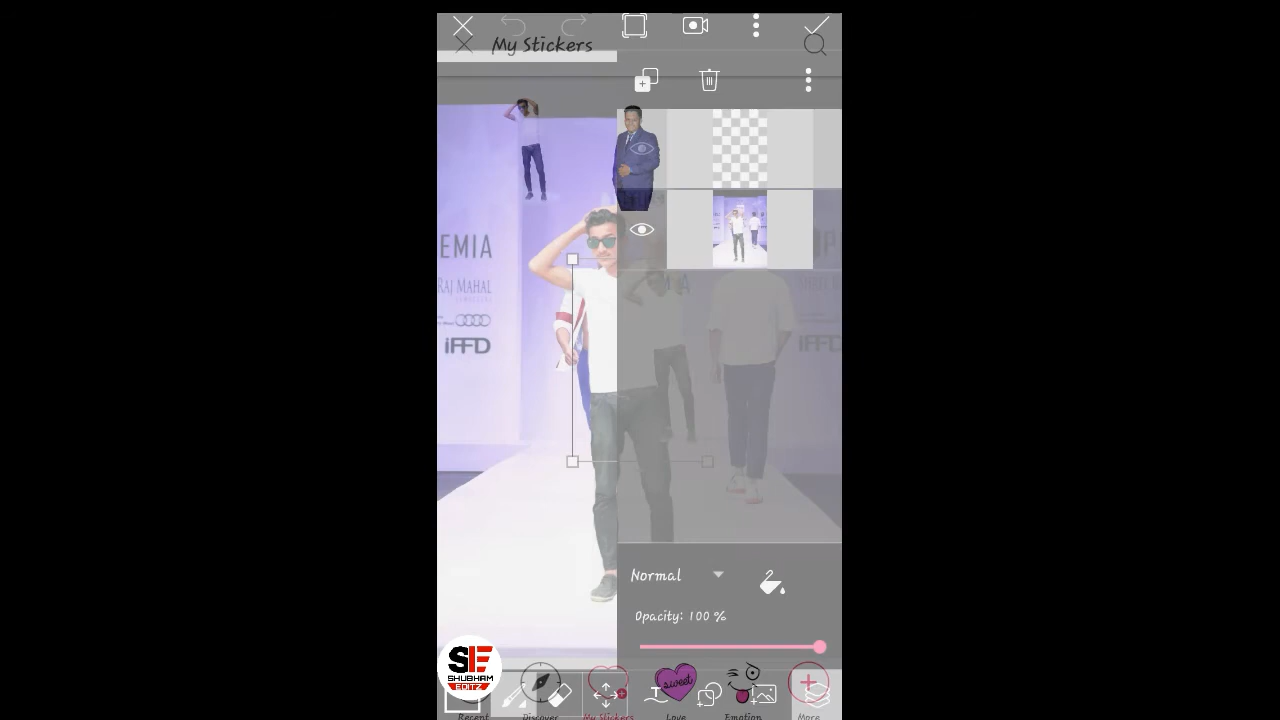 My Stickers
EMIA
RAJ MAHAL
iFFD
Normal
Opacity: 100 %
sweet
SE
SHUBHAM
EDITZ
Recent
Discover
My Stickers
Love
Emotion
More